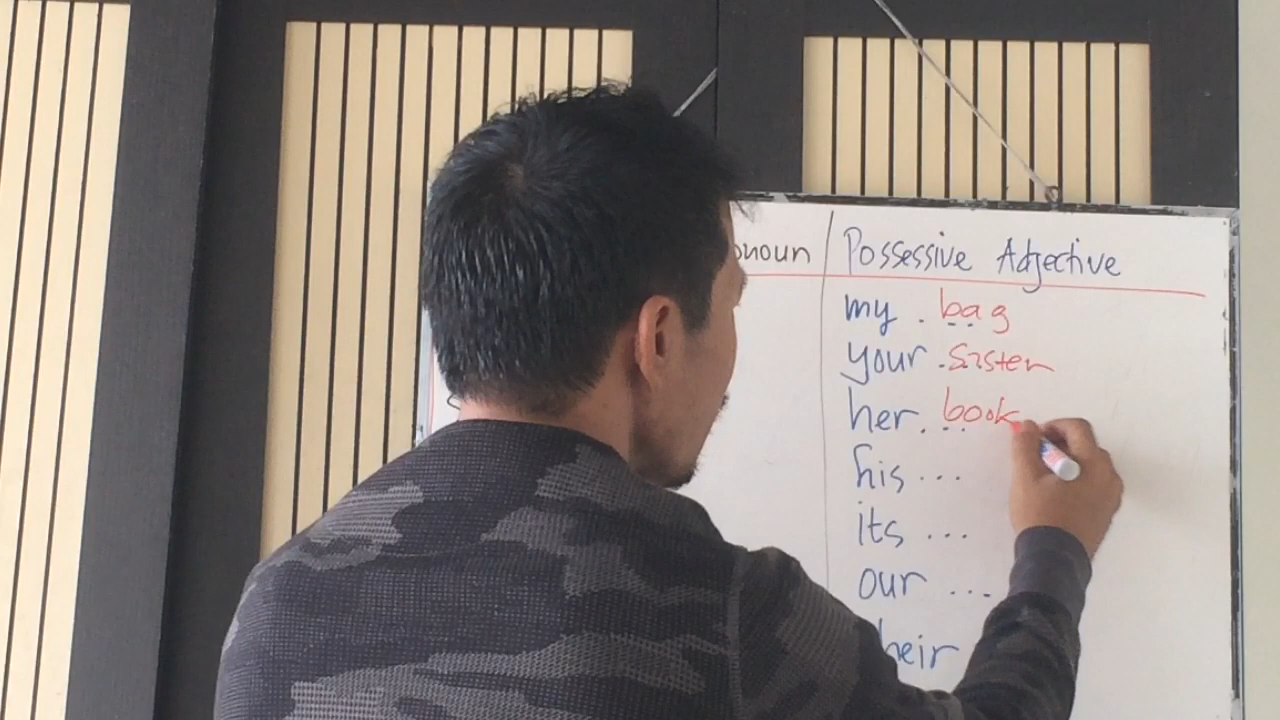 onoun Possessive Adjective
my . bag
your . Sister
her . book
his ...
its ...
our ...
heir